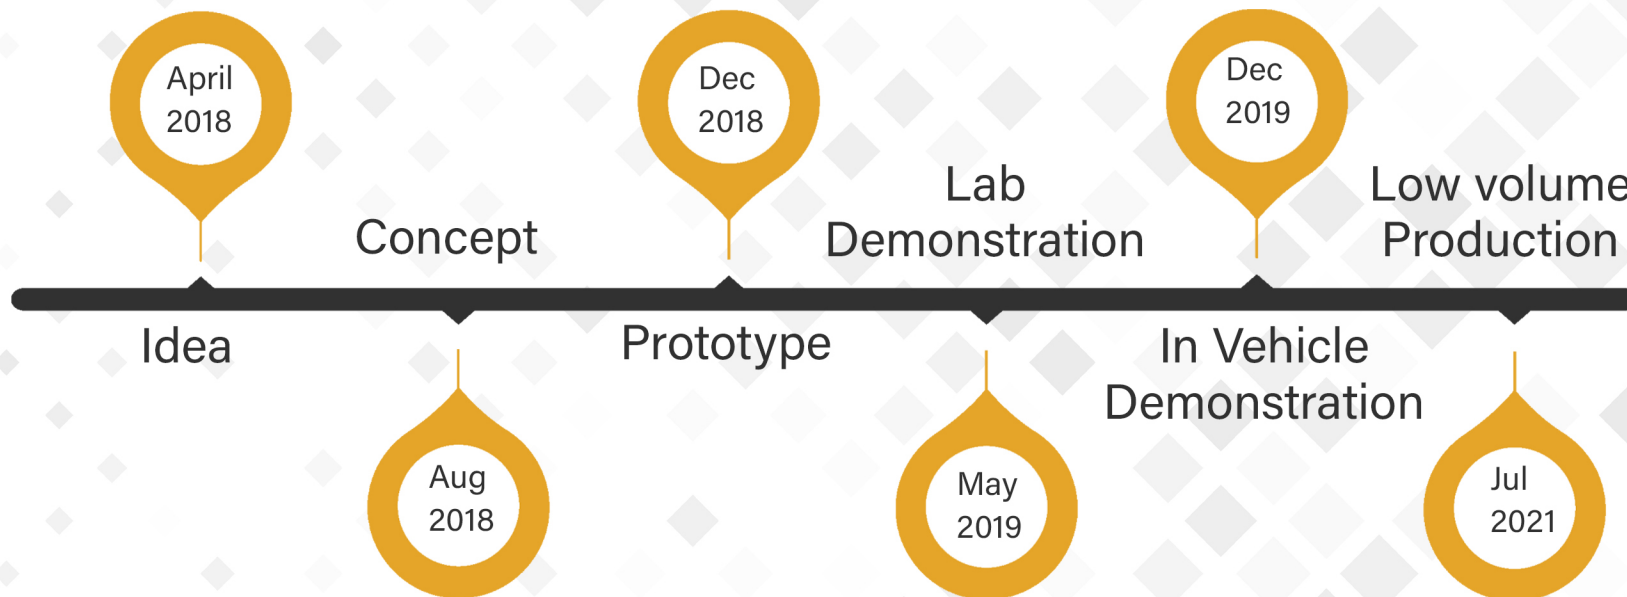 April
2018
Idea
Concept
Aug
2018
Dec
2018
Prototype
Lab
Demonstration
May
2019
Dec
2019
In Vehicle
Demonstration
Low volume
Production
Jul
2021